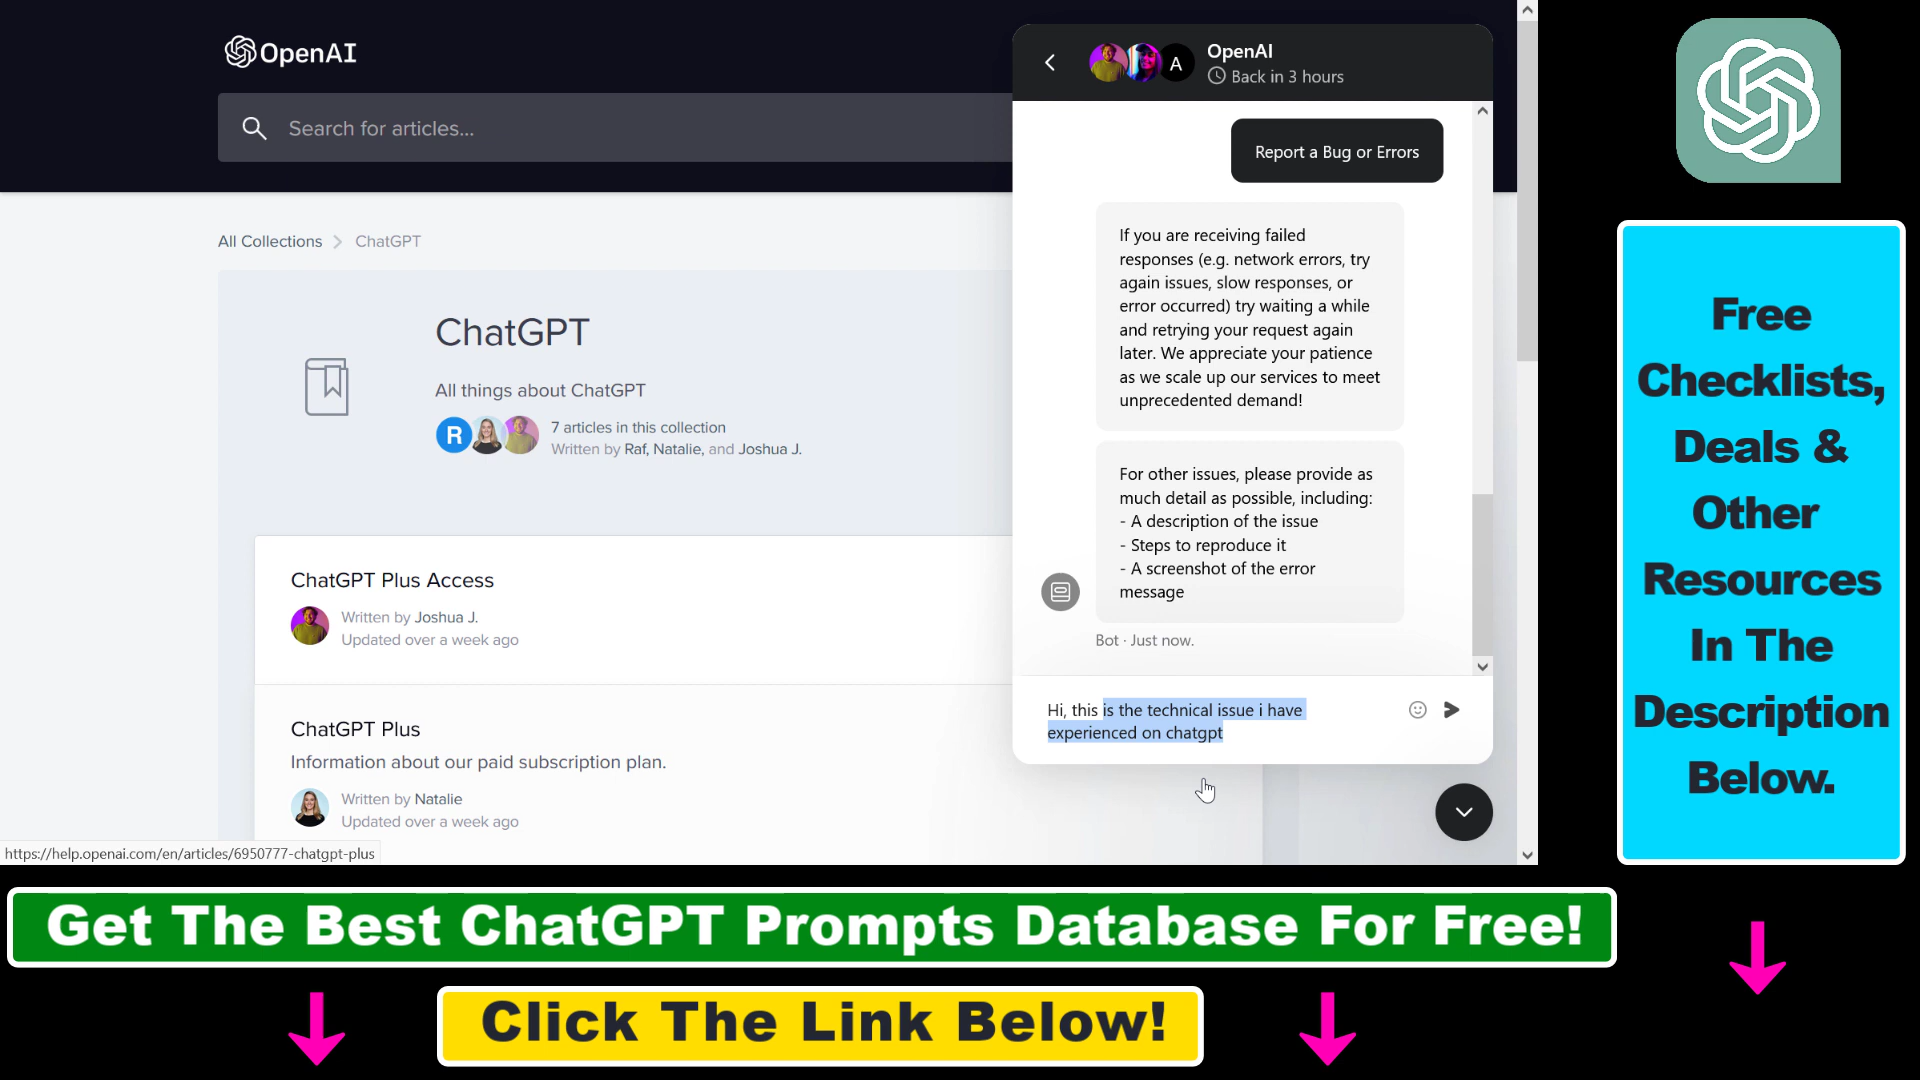 OpenAI
Search for articles...
All Collections
ChatGPT
ChatGPT
All things about ChatGPT
R
7 articles in this collection
Written by Raf, Natalie, and Joshua J.
ChatGPT Plus Access
Written by Joshua J.
Updated over a week ago
ChatGPT Plus
Information about our paid subscription plan.
Written by Natalie
Updated over a week ago
https://help.openai.com/en/articles/6950777-chatgpt-plus
A
OpenAI
Back in 3 hours
Report a Bug or Errors
If you are receiving failed
responses (e.g. network errors, try
again issues, slow responses, or
error occurred) try waiting a while
and retrying your request again
later. We appreciate your patience
as we scale up our services to meet
unprecedented demand!
For other issues, please provide as
much detail as possible, including:
- A description of the issue
- Steps to reproduce it
- A screenshot of the error
message
Bot · Just now.
Hi, this is the technical issue i have
experienced on chatgpt
Free
Checklists,
Deals &
Other
Resources
In The
Description
Below.
Get The Best ChatGPT Prompts Database For Free!
Click The Link Below!